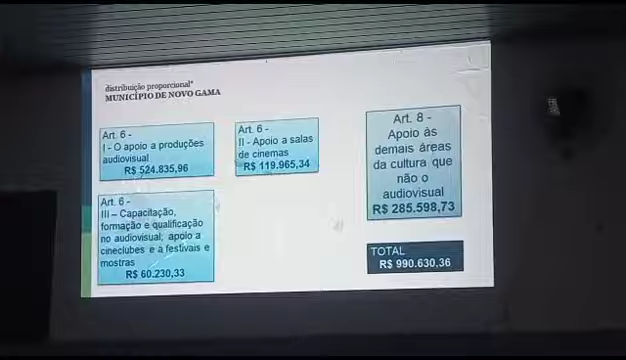 distribuição proporcional*
MUNICÍPIO DE NOVO GAMA
Art. 6 -
I - O apoio a produções
audiovisual
R$ 524.835,96
Art. 6 -
II - Apoio a salas
de cinemas
R$ 119.965,34
Art. 8 -
Apoio às
demais áreas
da cultura que
não o
audiovisual
R$ 285.598,73
Art. 6 -
III – Capacitação,
formação e qualificação
no audiovisual; apoio a
cineclubes e à festivais e
mostras
R$ 60.230,33
TOTAL
R$ 990.630,36